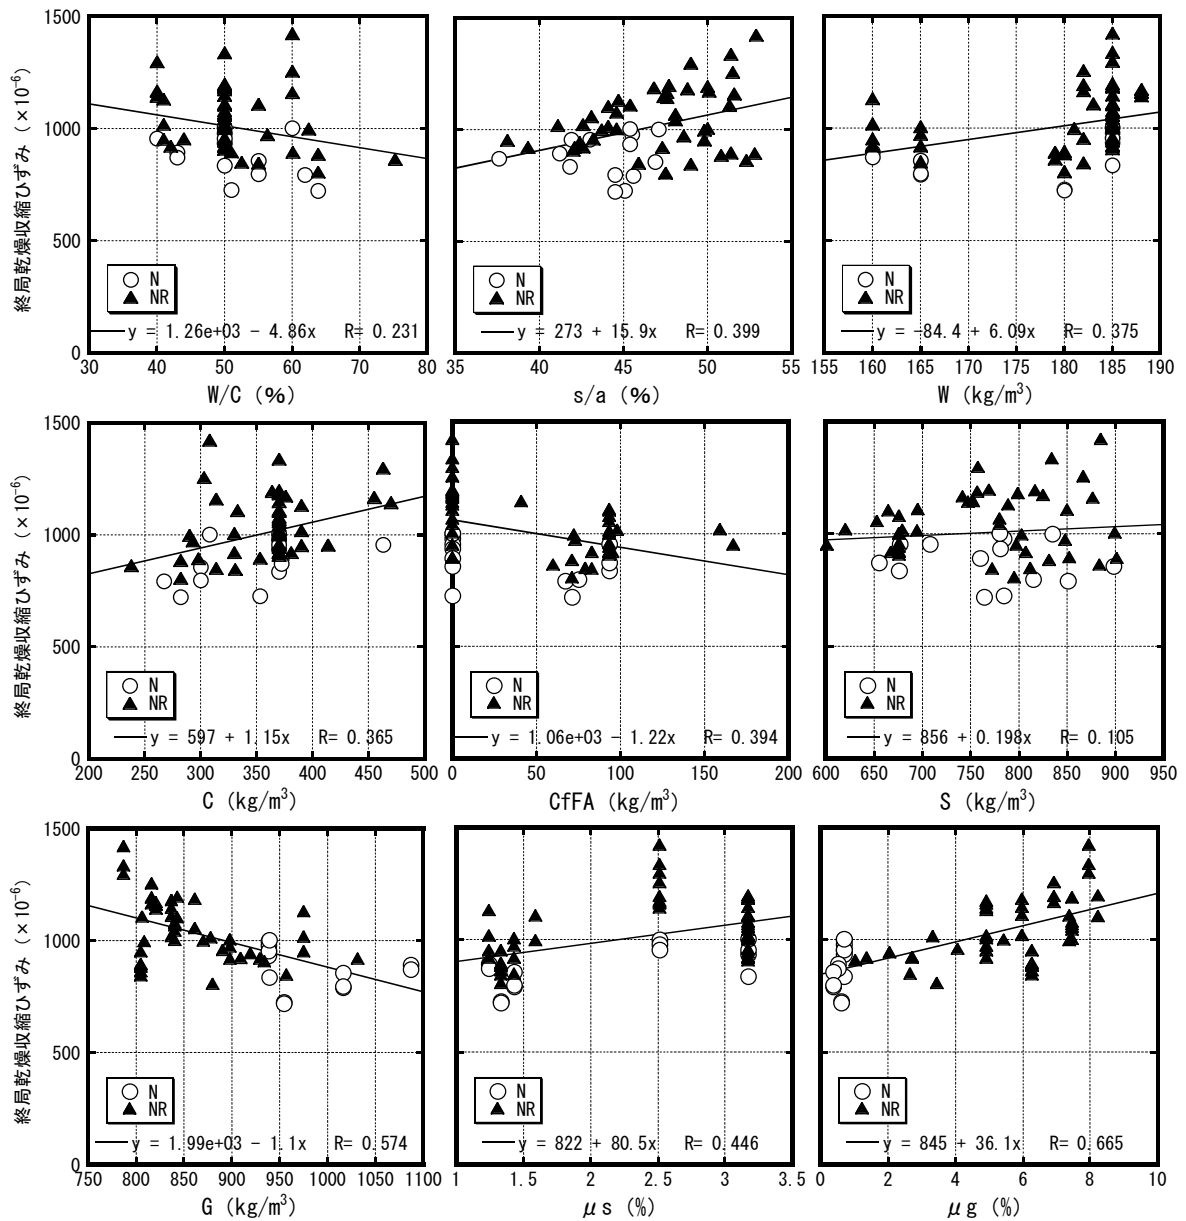 終局乾燥収縮ひずみ (×10⁻⁶)
1500
1000
500
0
N
NR
y = 1.26e+03 − 4.86x R= 0.231
30 40 50 60 70 80
W/C (%)
N
NR
y = 273 + 15.9x R= 0.399
35 40 45 50 55
s/a (%)
N
NR
y = −84.4 + 6.09x R= 0.375
155 160 165 170 175 180 185 190
W (kg/m³)
終局乾燥収縮ひずみ (×10⁻⁶)
1500
1000
500
0
N
NR
y = 597 + 1.15x R= 0.365
200 250 300 350 400 450 500
C (kg/m³)
N
NR
y = 1.06e+03 − 1.22x R= 0.394
0 50 100 150 200
CfFA (kg/m³)
N
NR
y = 856 + 0.198x R= 0.105
600 650 700 750 800 850 900 950
S (kg/m³)
終局乾燥収縮ひずみ (×10⁻⁶)
1500
1000
500
0
N
NR
y = 1.99e+03 − 1.1x R= 0.574
750 800 850 900 950 1000 1050 1100
G (kg/m³)
N
NR
y = 822 + 80.5x R= 0.446
1 1.5 2 2.5 3 3.5
μs (%)
N
NR
y = 845 + 36.1x R= 0.665
0 2 4 6 8 10
μg (%)